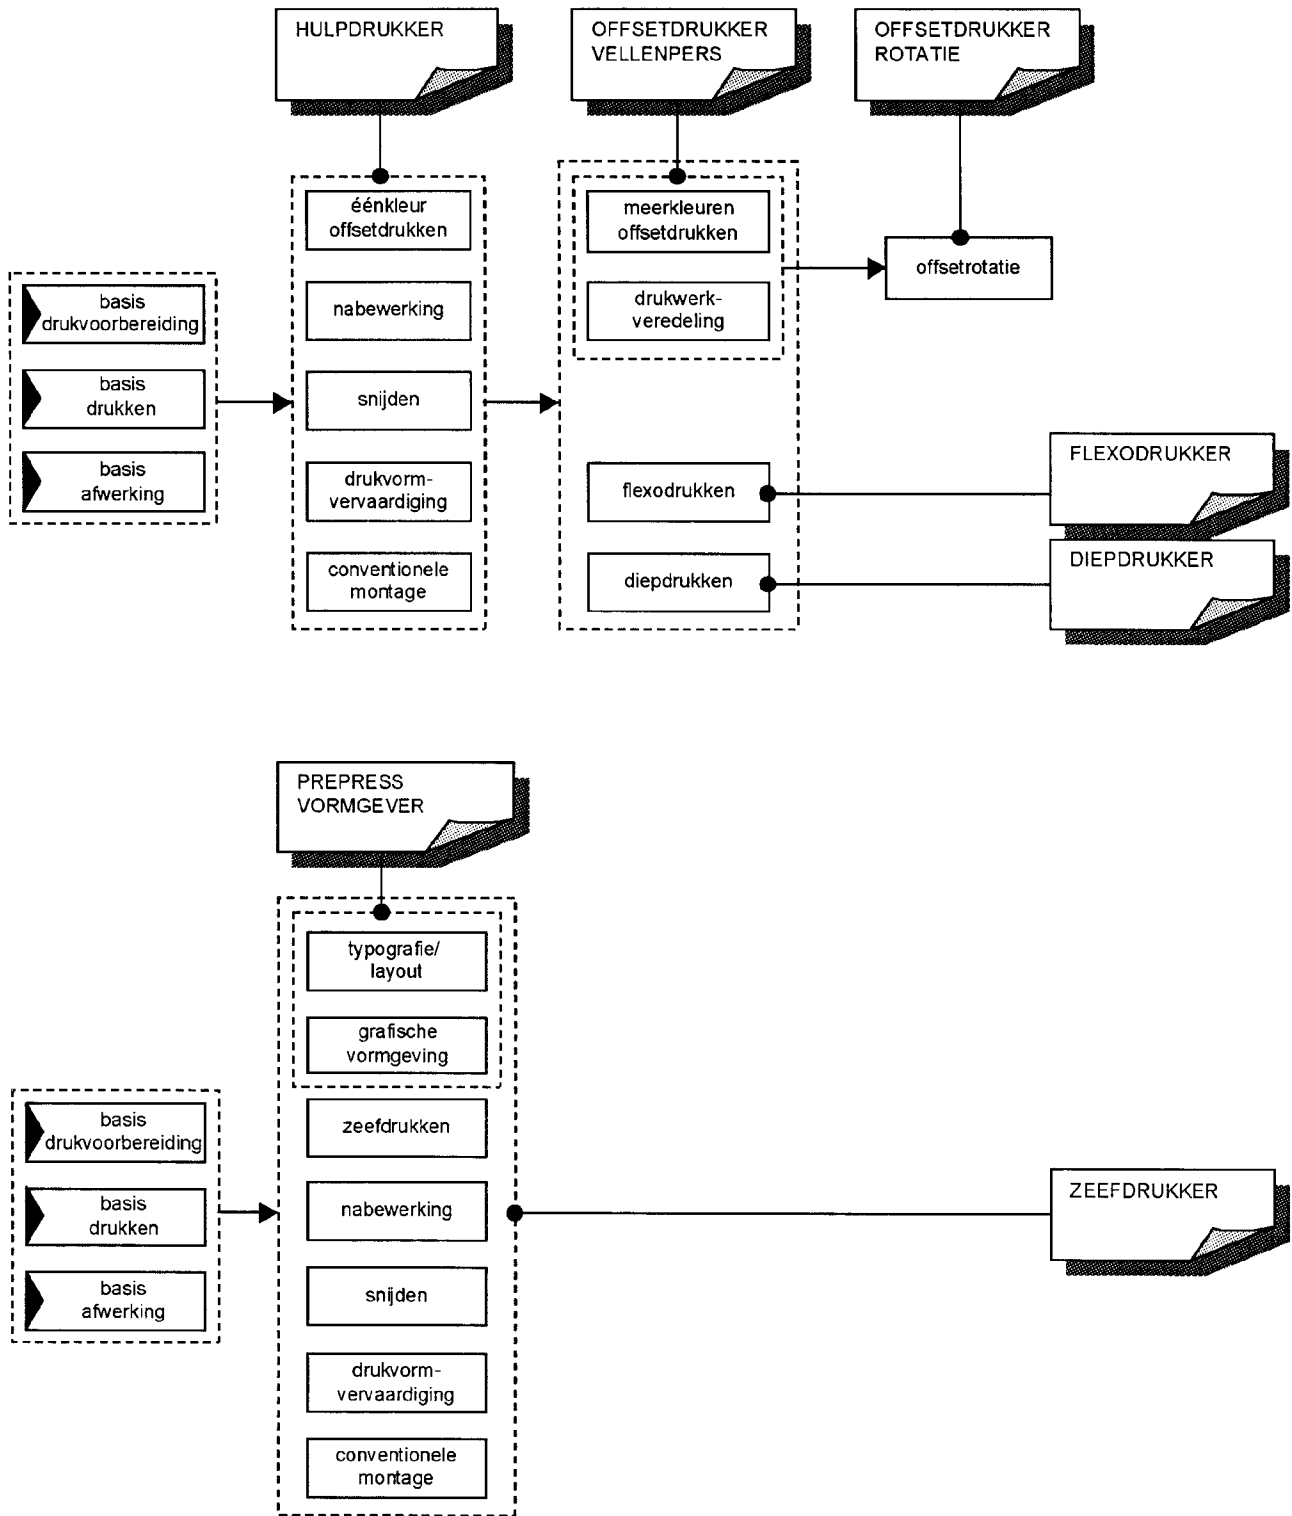 HULPDRUKKER
OFFSETDRUKKER
VELLENPERS
OFFSETDRUKKER
ROTATIE
basis
drukvoorbereiding
basis
drukken
basis
afwerking
éénkleur
offsetdrukken
nabewerking
snijden
drukvorm-
vervaardiging
conventionele
montage
meerkleuren
offsetdrukken
drukwerk-
veredeling
flexodrukken
diepdrukken
offsetrotatie
FLEXODRUKKER
DIEPDRUKKER
PREPRESS
VORMGEVER
basis
drukvoorbereiding
basis
drukken
basis
afwerking
typografie/
layout
grafische
vormgeving
zeefdrukken
nabewerking
snijden
drukvorm-
vervaardiging
conventionele
montage
ZEEFDRUKKER